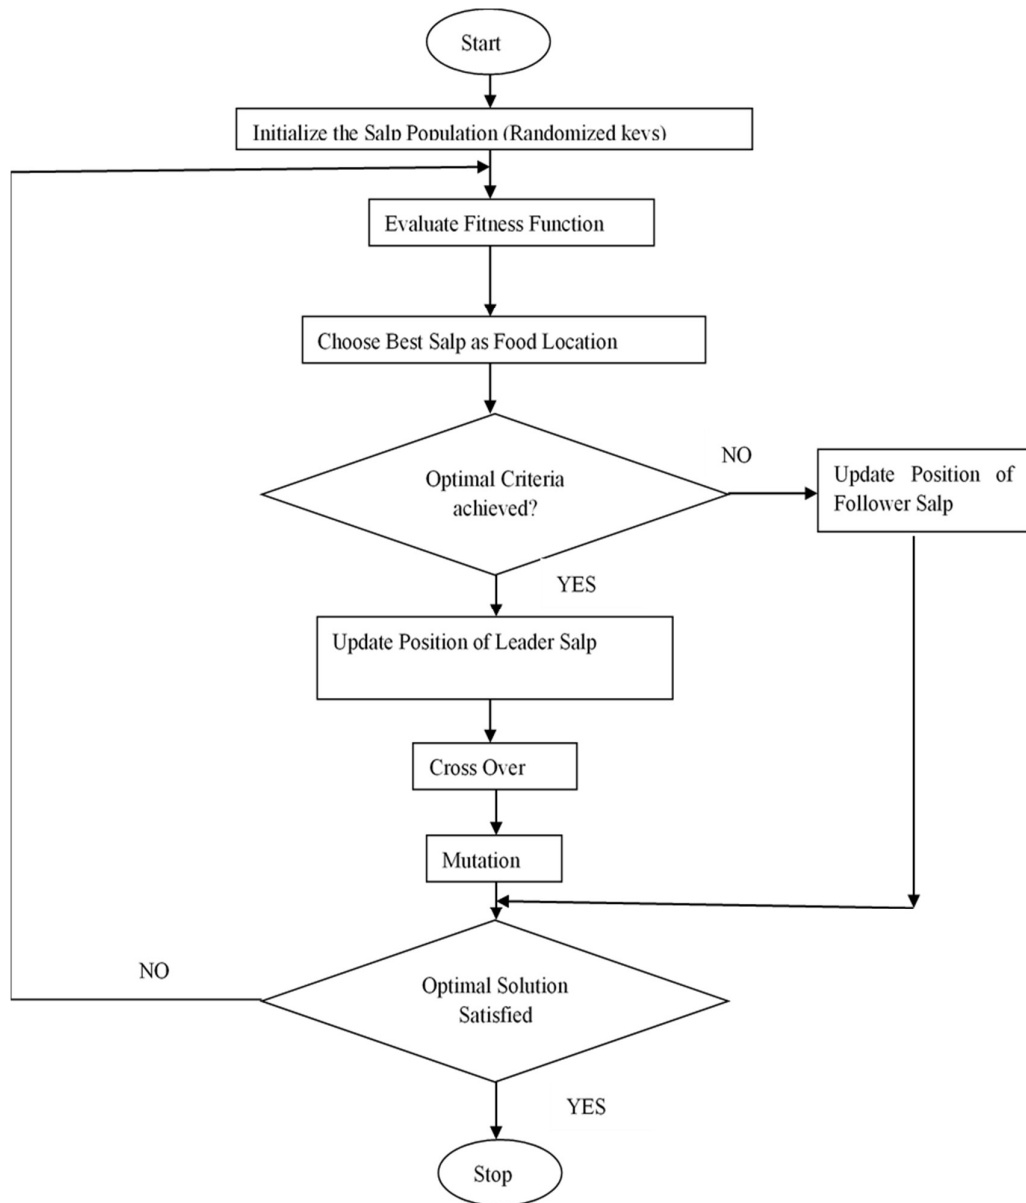 Start
Initialize the Salp Population (Randomized keys)
Evaluate Fitness Function
Choose Best Salp as Food Location
Optimal Criteria
achieved?
NO
Update Position of
Follower Salp
YES
Update Position of Leader Salp
Cross Over
Mutation
NO
Optimal Solution
Satisfied
YES
Stop